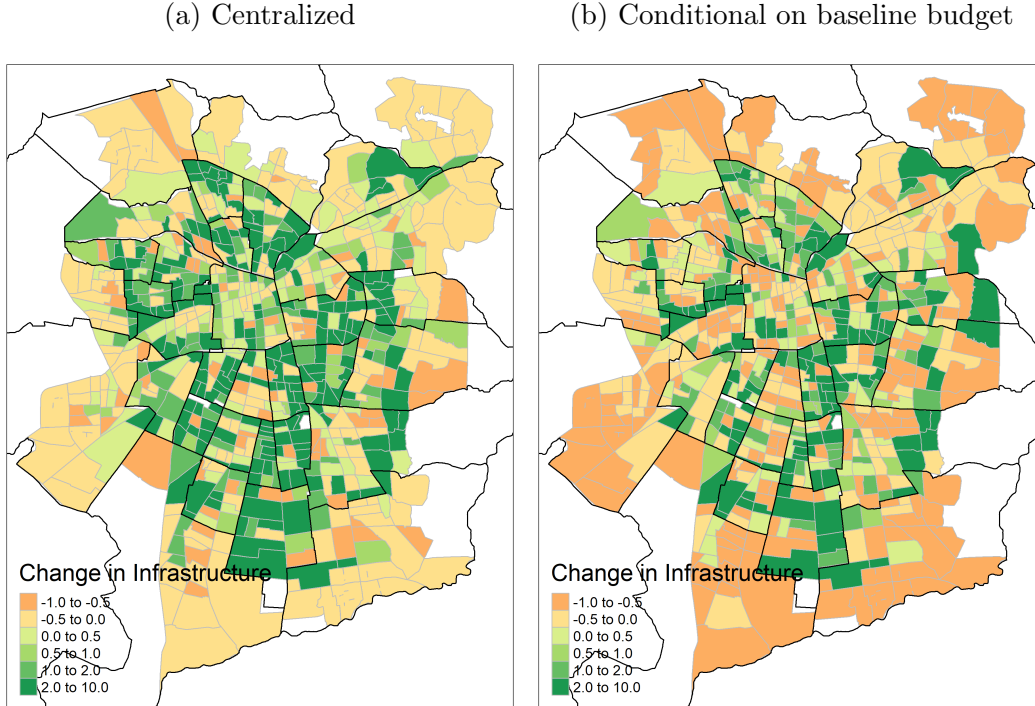 (a) Centralized
(b) Conditional on baseline budget
Change in Infrastructure
-1.0 to -0.5
-0.5 to 0.0
0.0 to 0.5
0.5 to 1.0
1.0 to 2.0
2.0 to 10.0
Change in Infrastructure
-1.0 to -0.5
-0.5 to 0.0
0.0 to 0.5
0.5 to 1.0
1.0 to 2.0
2.0 to 10.0